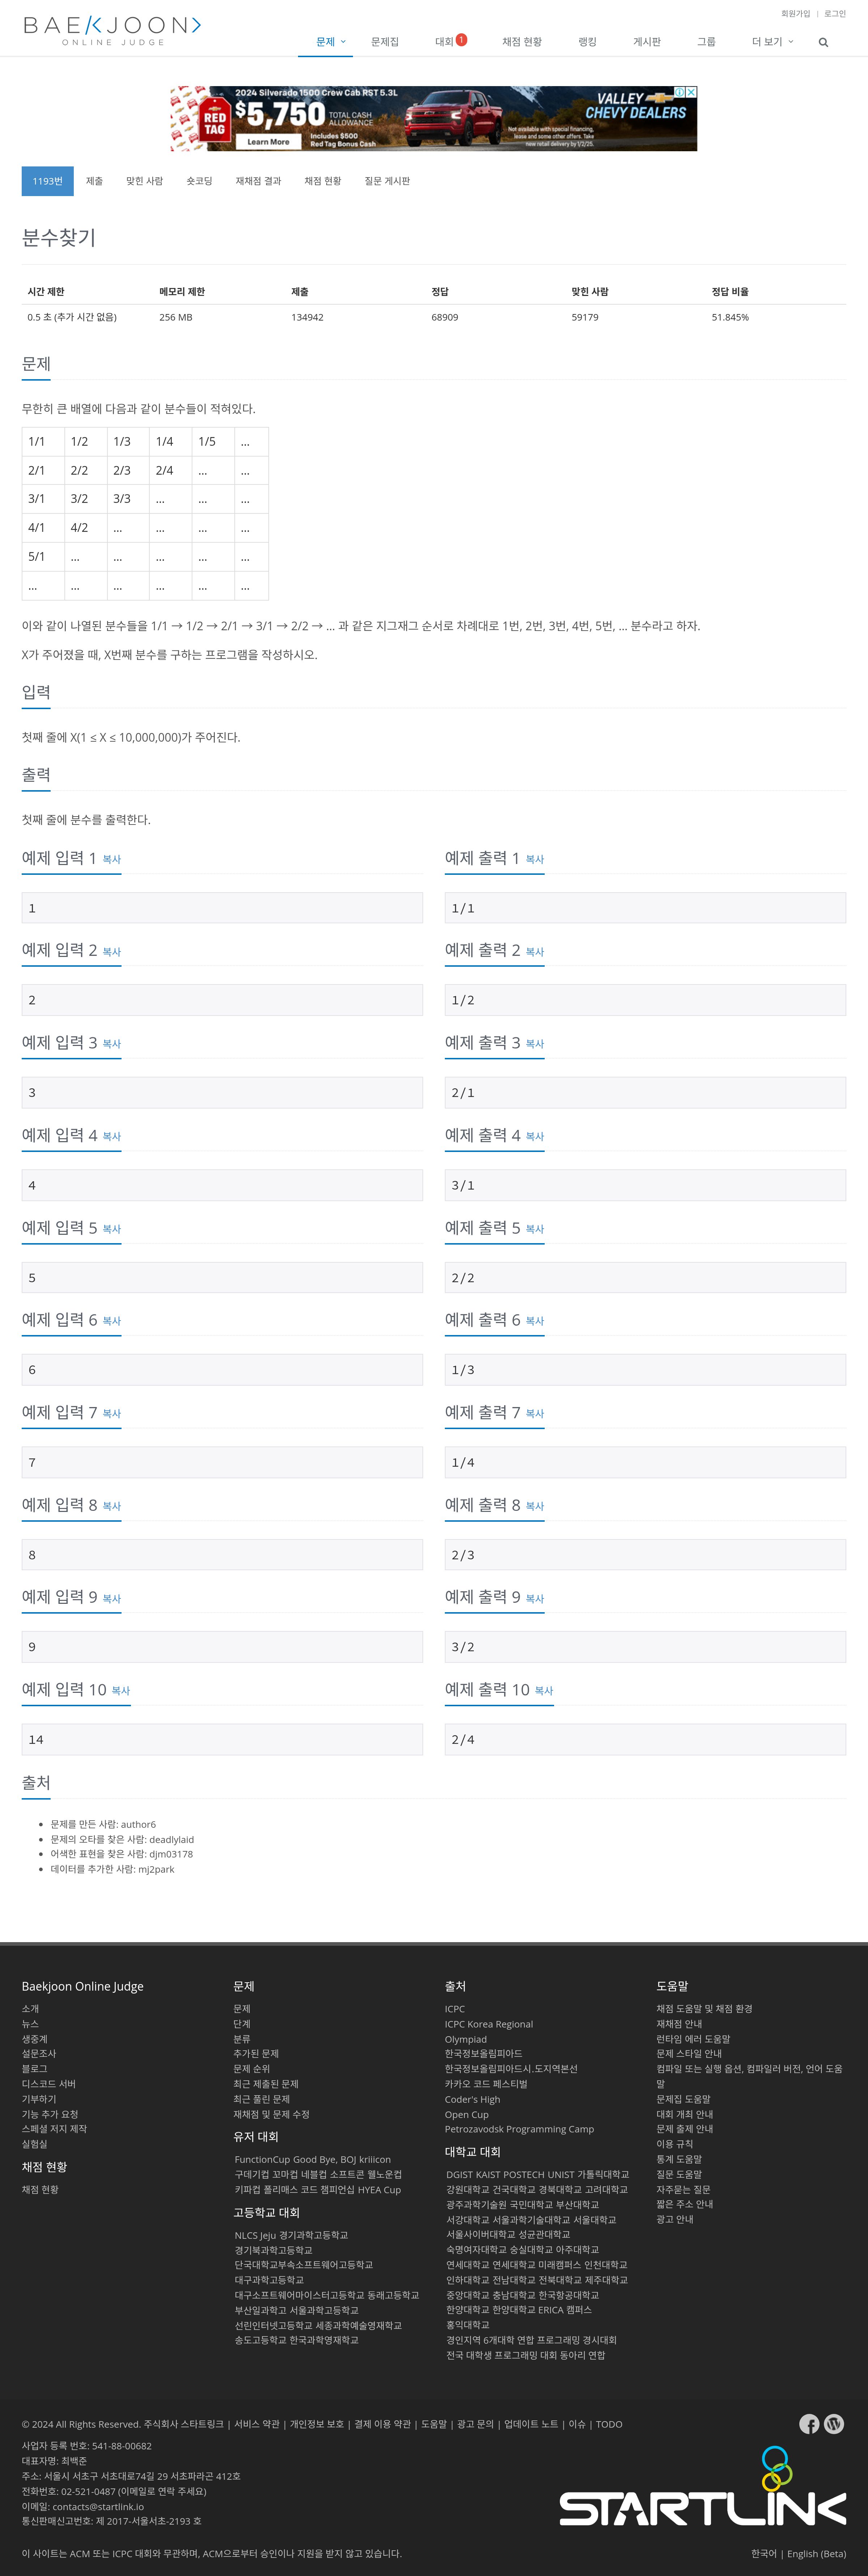 회원가입 | 로그인
BAEKJOON>
ONLINE JUDGE
문제 문제집 대회 1 채점 현황 랭킹 게시판 그룹 더 보기
RED TAG
2024 Silverado 1500 Crew Cab RST 5.3L
$5,750 TOTAL CASH ALLOWANCE
Learn More
Includes $500 Red Tag Bonus Cash
Not available with special financing, lease and some other offers. Take new retail delivery by 1/2/25.
VALLEY CHEVY DEALERS
1193번 제출 맞힌 사람 숏코딩 재채점 결과 채점 현황 질문 게시판
분수찾기
시간 제한 메모리 제한 제출 정답 맞힌 사람 정답 비율
0.5 초 (추가 시간 없음) 256 MB 134942 68909 59179 51.845%
문제
무한히 큰 배열에 다음과 같이 분수들이 적혀있다.
1/1 1/2 1/3 1/4 1/5 …
2/1 2/2 2/3 2/4 … …
3/1 3/2 3/3 … … …
4/1 4/2 … … … …
5/1 … … … … …
… … … … … …
이와 같이 나열된 분수들을 1/1 → 1/2 → 2/1 → 3/1 → 2/2 → … 과 같은 지그재그 순서로 차례대로 1번, 2번, 3번, 4번, 5번, … 분수라고 하자.
X가 주어졌을 때, X번째 분수를 구하는 프로그램을 작성하시오.
입력
첫째 줄에 X(1 ≤ X ≤ 10,000,000)가 주어진다.
출력
첫째 줄에 분수를 출력한다.
예제 입력 1 복사 예제 출력 1 복사
1 1/1
예제 입력 2 복사 예제 출력 2 복사
2 1/2
예제 입력 3 복사 예제 출력 3 복사
3 2/1
예제 입력 4 복사 예제 출력 4 복사
4 3/1
예제 입력 5 복사 예제 출력 5 복사
5 2/2
예제 입력 6 복사 예제 출력 6 복사
6 1/3
예제 입력 7 복사 예제 출력 7 복사
7 1/4
예제 입력 8 복사 예제 출력 8 복사
8 2/3
예제 입력 9 복사 예제 출력 9 복사
9 3/2
예제 입력 10 복사 예제 출력 10 복사
14 2/4
출처
문제를 만든 사람: author6
문제의 오타를 찾은 사람: deadlylaid
어색한 표현을 찾은 사람: djm03178
데이터를 추가한 사람: mj2park
Baekjoon Online Judge
소개
뉴스
생중계
설문조사
블로그
디스코드 서버
기부하기
기능 추가 요청
스페셜 저지 제작
실험실
채점 현황
채점 현황
문제
문제
단계
분류
추가된 문제
문제 순위
최근 제출된 문제
최근 풀린 문제
재채점 및 문제 수정
유저 대회
FunctionCup Good Bye, BOJ kriiicon
구데기컵 꼬마컵 네블컵 소프트콘 웰노운컵
키파컵 폴리매스 코드 챔피언십 HYEA Cup
고등학교 대회
NLCS Jeju 경기과학고등학교
경기북과학고등학교
단국대학교부속소프트웨어고등학교
대구과학고등학교
대구소프트웨어마이스터고등학교 동래고등학교
부산일과학고 서울과학고등학교
선린인터넷고등학교 세종과학예술영재학교
송도고등학교 한국과학영재학교
출처
ICPC
ICPC Korea Regional
Olympiad
한국정보올림피아드
한국정보올림피아드시.도지역본선
카카오 코드 페스티벌
Coder's High
Open Cup
Petrozavodsk Programming Camp
대학교 대회
DGIST KAIST POSTECH UNIST 가톨릭대학교
강원대학교 건국대학교 경북대학교 고려대학교
광주과학기술원 국민대학교 부산대학교
서강대학교 서울과학기술대학교 서울대학교
서울사이버대학교 성균관대학교
숙명여자대학교 숭실대학교 아주대학교
연세대학교 연세대학교 미래캠퍼스 인천대학교
인하대학교 전남대학교 전북대학교 제주대학교
중앙대학교 충남대학교 한국항공대학교
한양대학교 한양대학교 ERICA 캠퍼스
홍익대학교
경인지역 6개대학 연합 프로그래밍 경시대회
전국 대학생 프로그래밍 대회 동아리 연합
도움말
채점 도움말 및 채점 환경
재채점 안내
런타임 에러 도움말
문제 스타일 안내
컴파일 또는 실행 옵션, 컴파일러 버전, 언어 도움
말
문제집 도움말
대회 개최 안내
문제 출제 안내
이용 규칙
통계 도움말
질문 도움말
자주묻는 질문
짧은 주소 안내
광고 안내
© 2024 All Rights Reserved. 주식회사 스타트링크 | 서비스 약관 | 개인정보 보호 | 결제 이용 약관 | 도움말 | 광고 문의 | 업데이트 노트 | 이슈 | TODO
사업자 등록 번호: 541-88-00682
대표자명: 최백준
주소: 서울시 서초구 서초대로74길 29 서초파라곤 412호
전화번호: 02-521-0487 (이메일로 연락 주세요)
이메일: contacts@startlink.io
통신판매신고번호: 제 2017-서울서초-2193 호
STARTLINK
이 사이트는 ACM 또는 ICPC 대회와 무관하며, ACM으로부터 승인이나 지원을 받지 않고 있습니다.
한국어 | English (Beta)